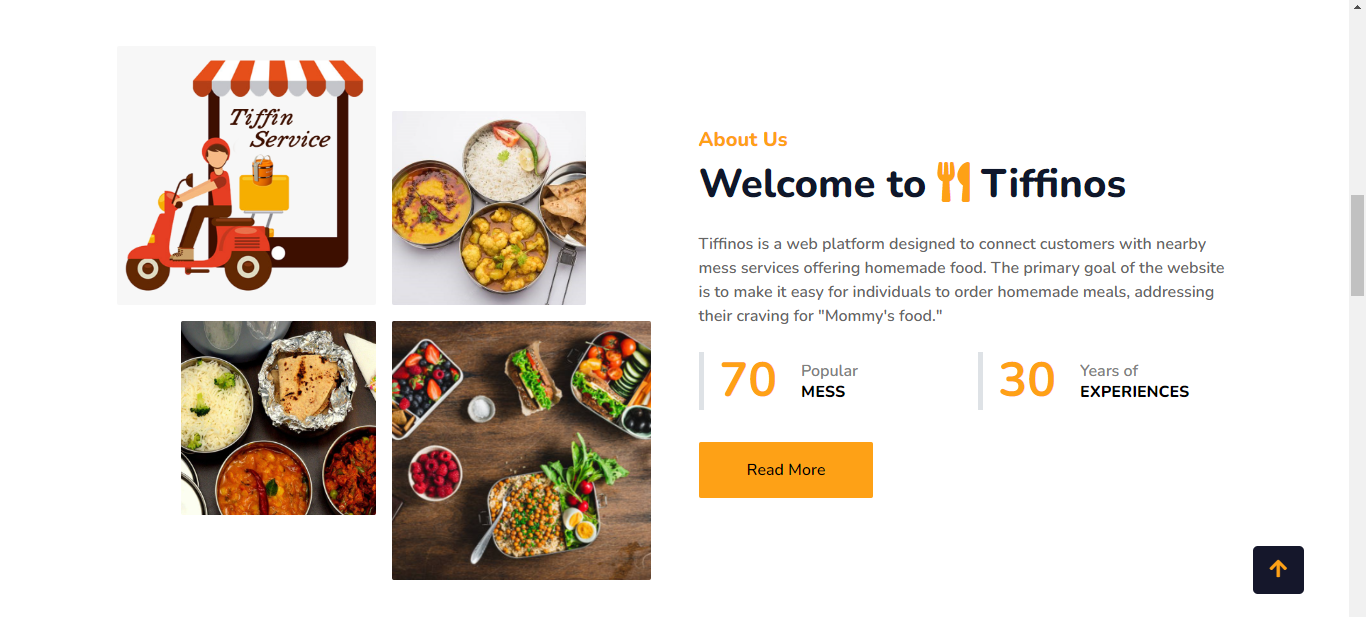 Tiffin
Service
About Us
Welcome to Tiffinos
Tiffinos is a web platform designed to connect customers with nearby
mess services offering homemade food. The primary goal of the website
is to make it easy for individuals to order homemade meals, addressing
their craving for "Mommy's food."
70 Popular MESS
30 Years of EXPERIENCES
Read More